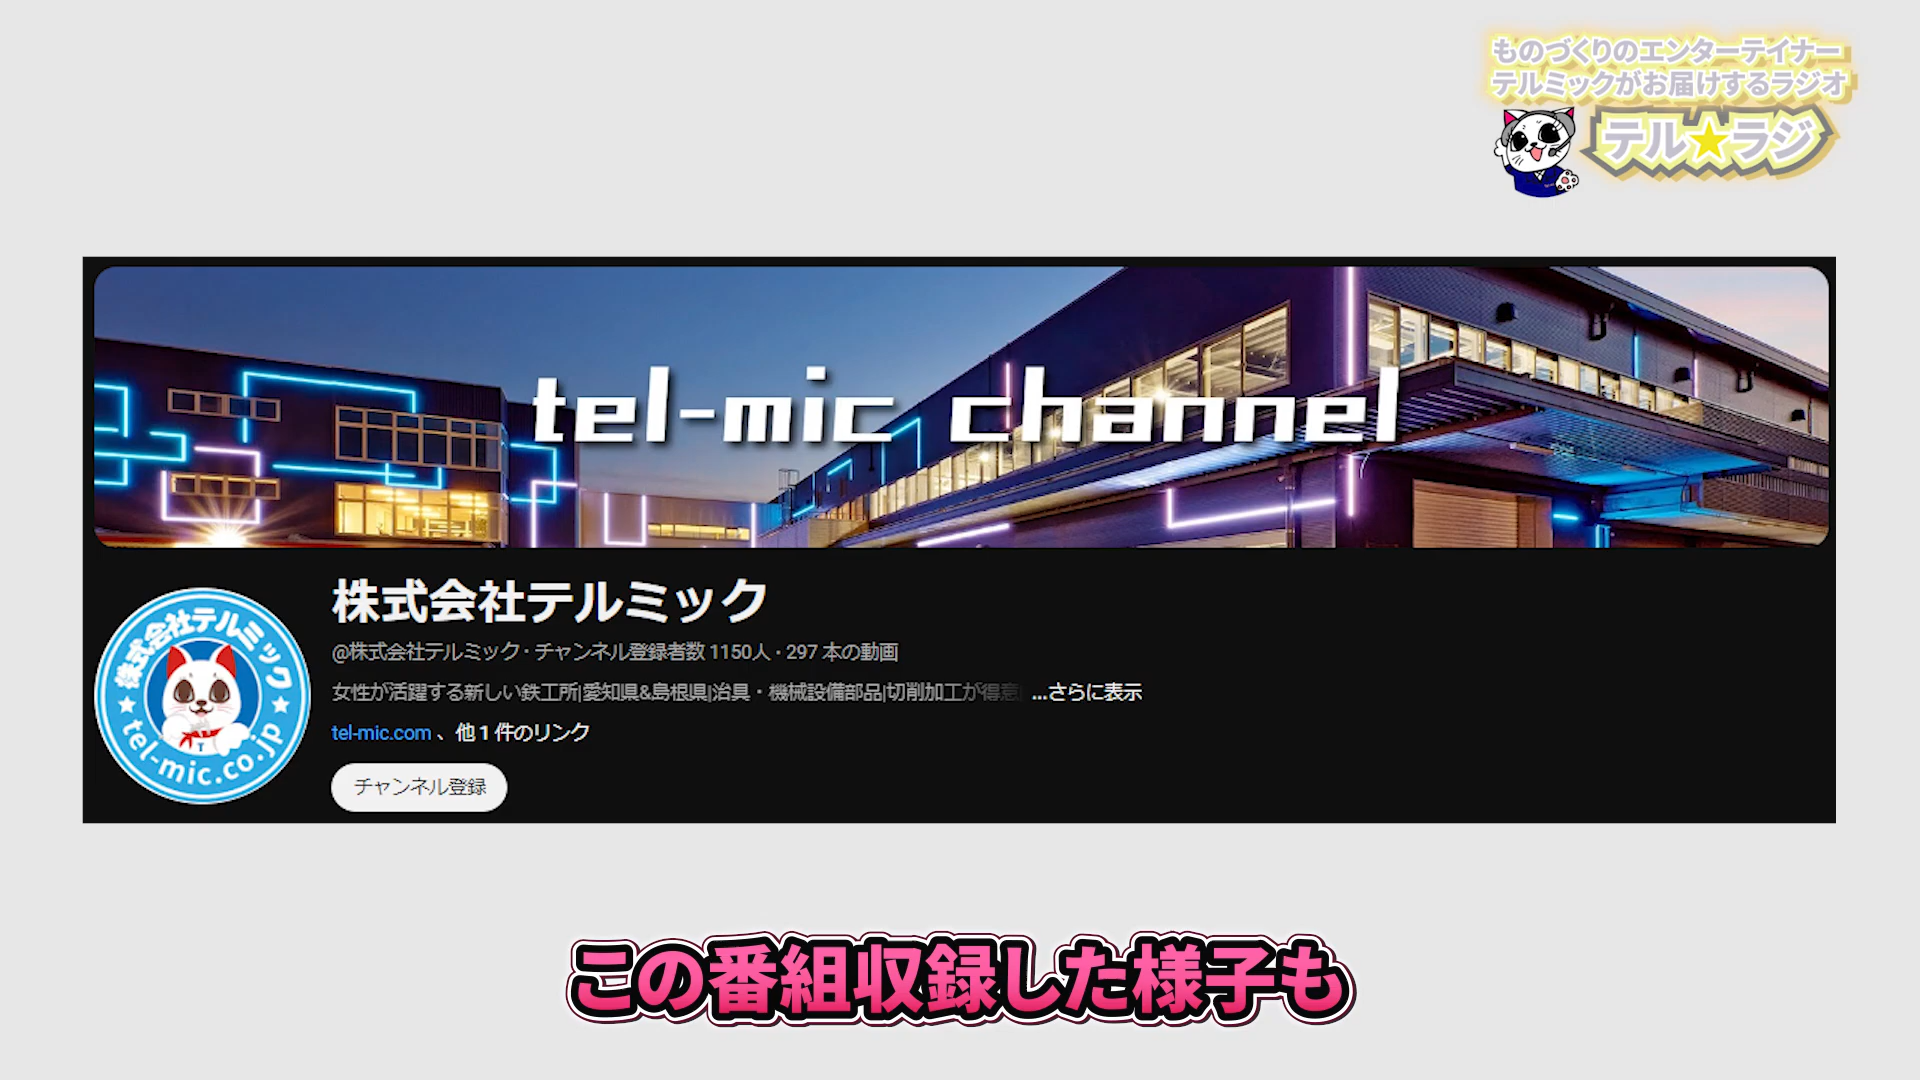 ものづくりのエンターテイナー
テルミックがお届けするラジオ
テル★ラジ
tel-mic channel
株式会社テルミック
tel-mic.co.jp
T
株式会社テルミック
@株式会社テルミック・チャンネル登録者数 1150人・297 本の動画
女性が活躍する新しい鉄工所|愛知県&島根県|治具・機械設備部品|切削加工が得意 ...さらに表示
tel-mic.com 、他 1 件のリンク
チャンネル登録
この番組収録した様子も